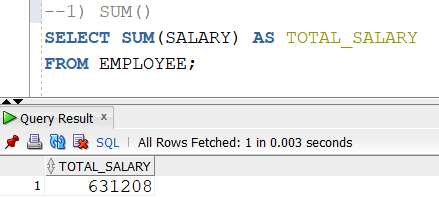 --1) SUM()
SELECT SUM(SALARY) AS TOTAL_SALARY
FROM EMPLOYEE;
Query Result x
SQL | All Rows Fetched: 1 in 0.003 seconds
TOTAL_SALARY
1 631208